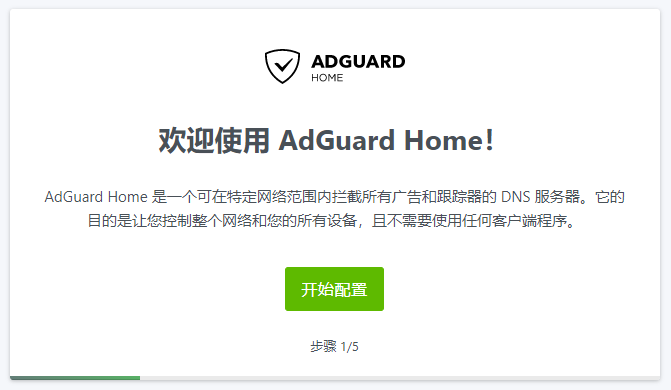 ADGUARD
HOME
欢迎使用 AdGuard Home！
AdGuard Home 是一个可在特定网络范围内拦截所有广告和跟踪器的 DNS 服务器。它的
目的是让您控制整个网络和您的所有设备，且不需要使用任何客户端程序。
开始配置
步骤 1/5